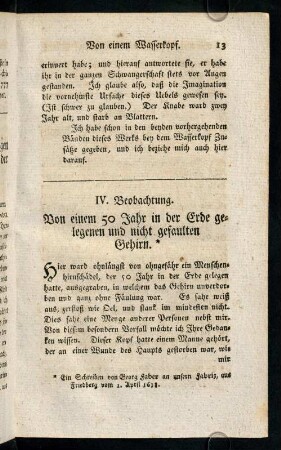 Von einem Wasserkopf. 13
erinnert habe; und hierauf antwortete sie, er habe
ihr in der ganzen Schwangerschaft stets vor Augen
gestanden. Ich glaube also, daß die Imagination
die vornehmste Ursache dieses Uebels gewesen sey.
(Ist schwer zu glauben.) Der Knabe ward zwey
Jahr alt, und starb an Blattern.
Ich habe schon in den beyden vorhergehenden
Bänden dieses Werks bey dem Wasserkopf Zu-
sätze gegeben, und ich beziehe mich auch hier
darauf.
IV. Beobachtung.
Von einem 50 Jahr in der Erde ge-
legenen und nicht gefaulten
Gehirn. *
Hier ward ohnlängst von ohngefähr ein Menschen-
hirnschädel, der 50 Jahr in der Erde gelegen
hatte, ausgegraben, in welchem das Gehirn unverdor-
ben und ganz ohne Fäulung war. Es sahe weiß
aus, zerfloß wie Oel, und stank im mindesten nicht.
Dies sahe eine Menge anderer Personen nebst mir.
Von diesem besondern Vorfall möcht ich Ihre Gedan-
ken wissen. Dieser Kopf hatte einem Manne gehört,
der an einer Wunde des Haupts gestorben war, wie
mir
* Ein Schreiben von Georg Faber an unsern Fabriz, aus
Friedberg vom 1. April 1618.